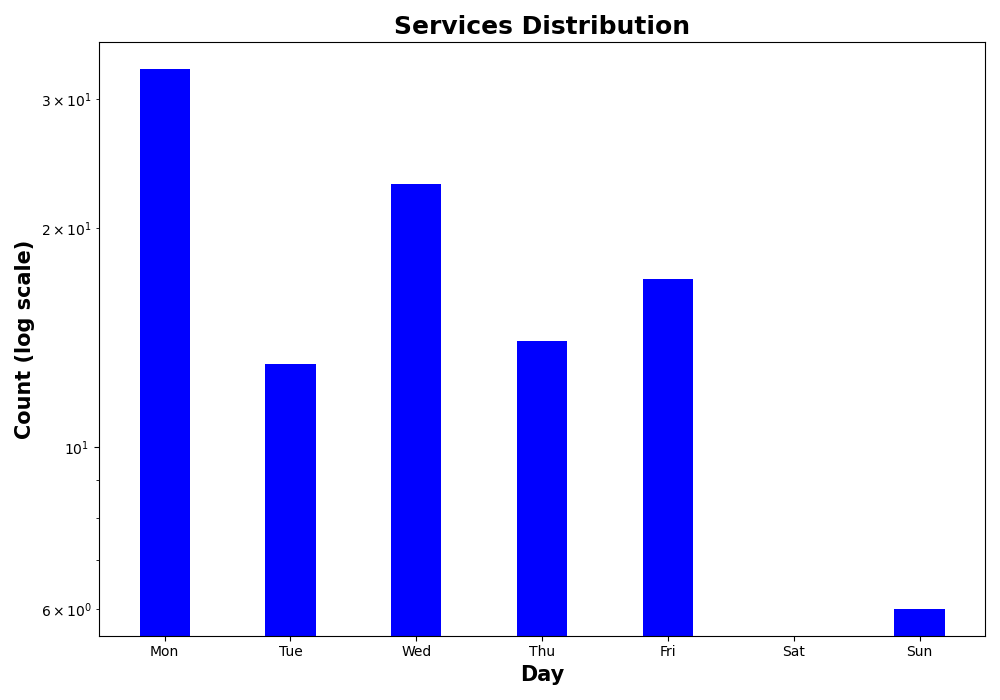 Services Distribution
Count (log scale)
3 × 10¹
2 × 10¹
10¹
6 × 10⁰
Mon Tue Wed Thu Fri Sat Sun
Day